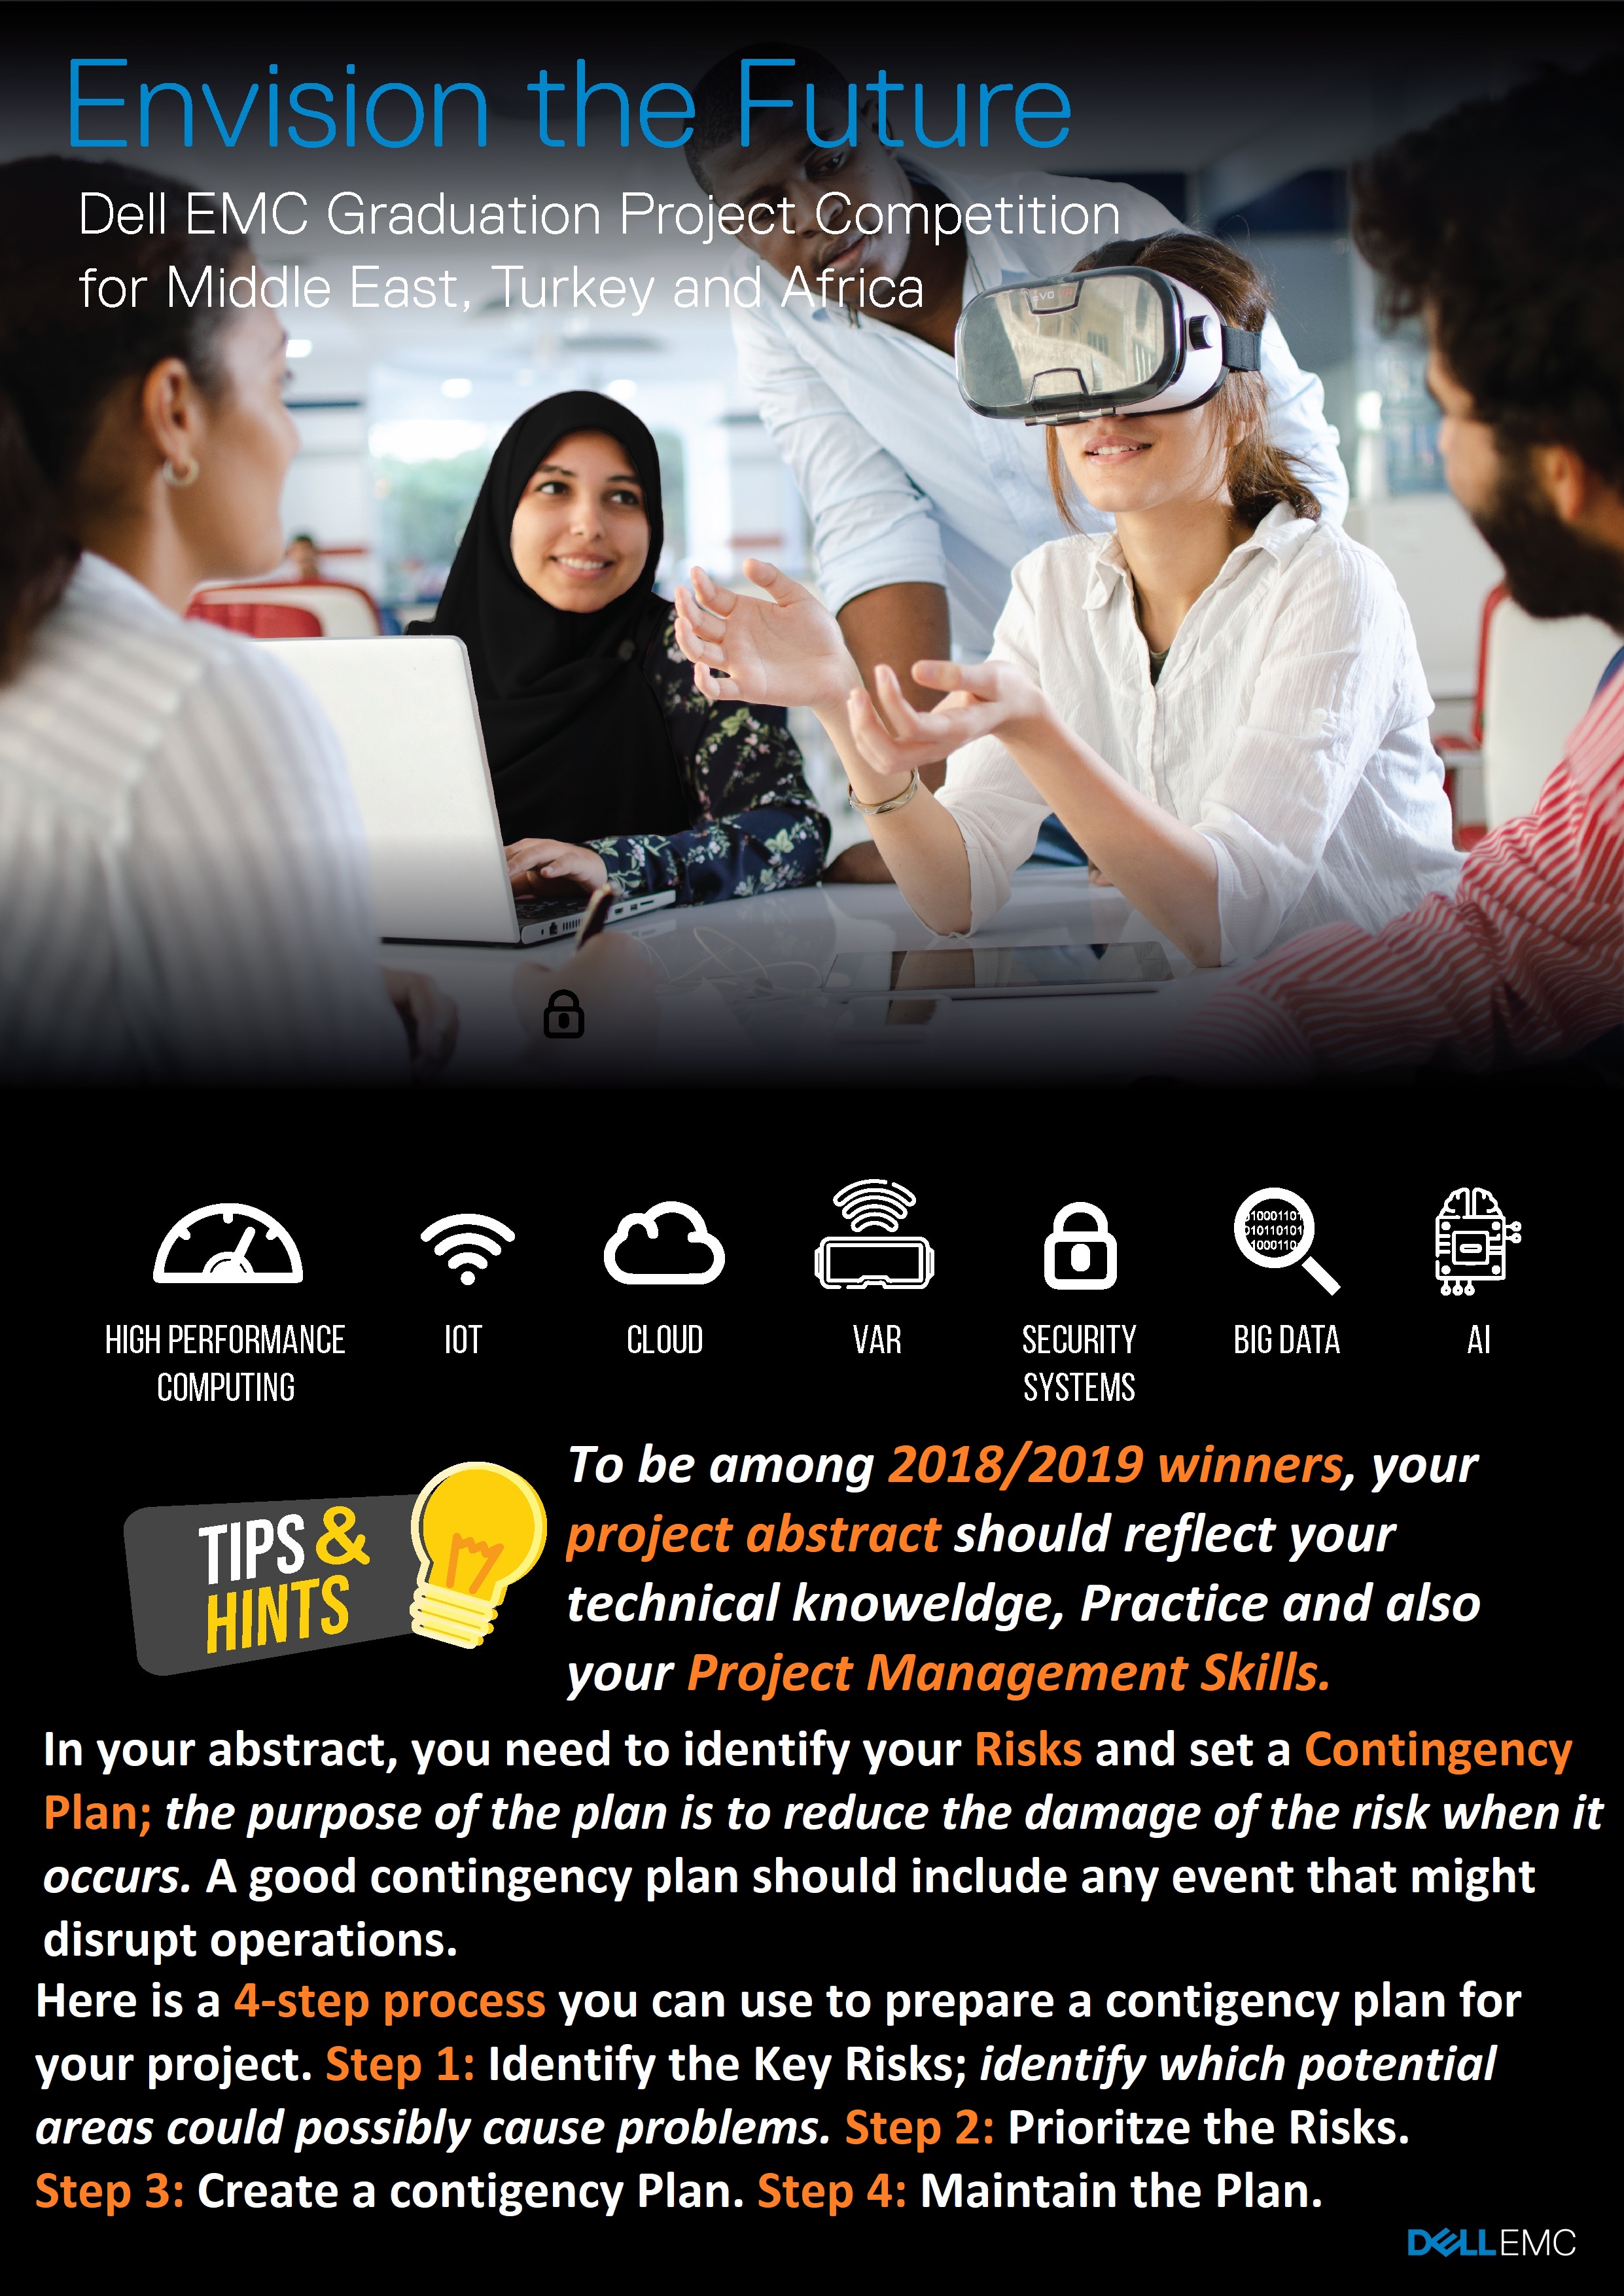 Envision the Future
Dell EMC Graduation Project Competition
for Middle East, Turkey and Africa
HIGH PERFORMANCE
COMPUTING
IOT
CLOUD
VAR
SECURITY
SYSTEMS
BIG DATA
AI
TIPS &
HINTS
To be among 2018/2019 winners, your
project abstract should reflect your
technical knoweldge, Practice and also
your Project Management Skills.
In your abstract, you need to identify your Risks and set a Contingency
Plan; the purpose of the plan is to reduce the damage of the risk when it
occurs. A good contingency plan should include any event that might
disrupt operations.
Here is a 4-step process you can use to prepare a contigency plan for
your project. Step 1: Identify the Key Risks; identify which potential
areas could possibly cause problems. Step 2: Prioritze the Risks.
Step 3: Create a contigency Plan. Step 4: Maintain the Plan.
DELL EMC